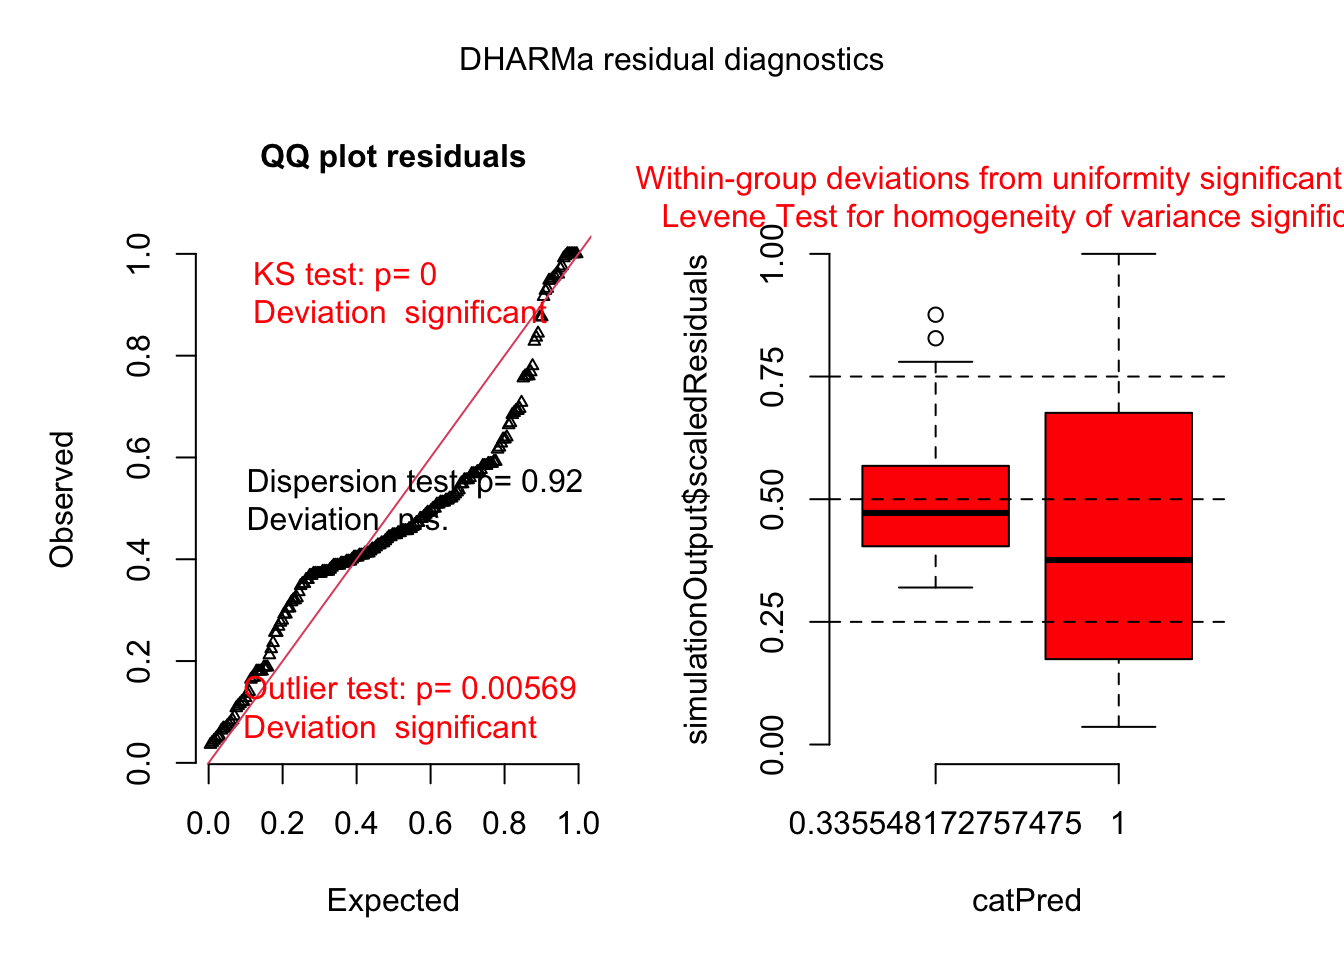 DHARMa residual diagnostics
QQ plot residuals
KS test: p= 0
Deviation  significant
Dispersion test: p= 0.92
Deviation  n.s.
Outlier test: p= 0.00569
Deviation  significant
Observed
0.0 0.2 0.4 0.6 0.8 1.0
0.0 0.2 0.4 0.6 0.8 1.0
Expected
Within-group deviations from uniformity significant
Levene Test for homogeneity of variance signific
simulationOutput$scaledResiduals
0.00 0.25 0.50 0.75 1.00
0.335548172757475 1
catPred